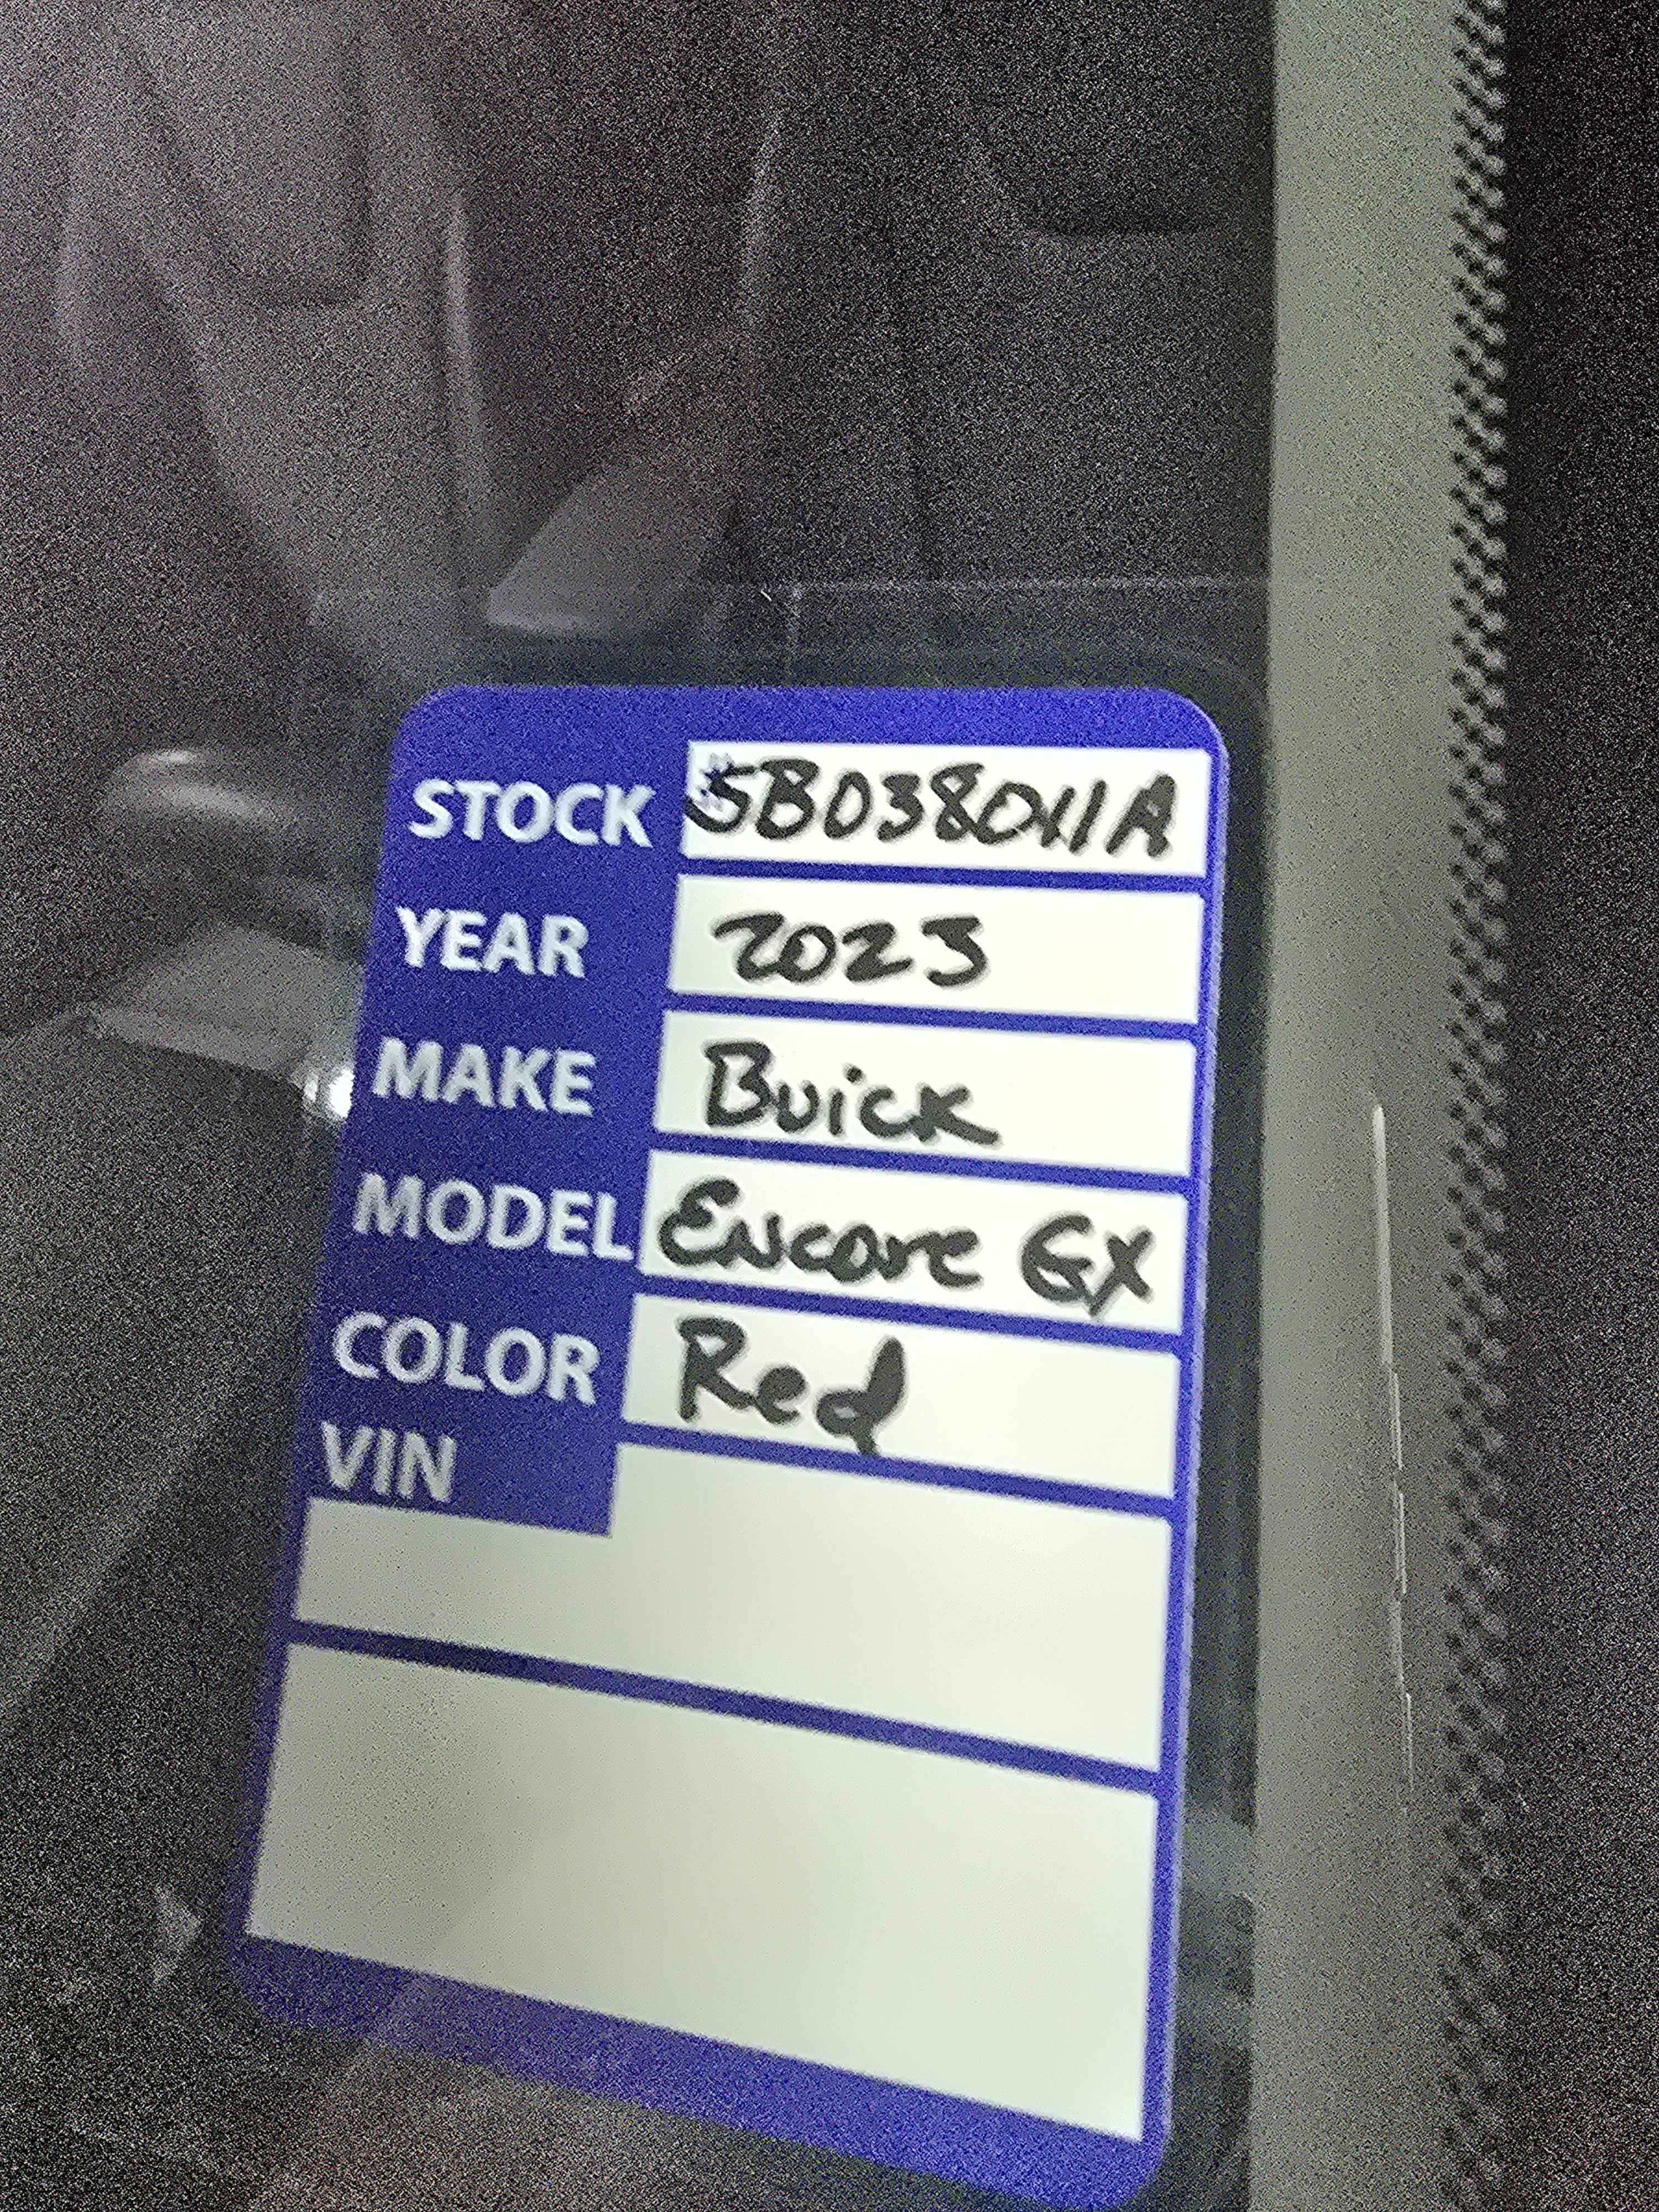 STOCK 5B038011A
YEAR 2023
MAKE Buick
MODEL Encore GX
COLOR Red
VIN